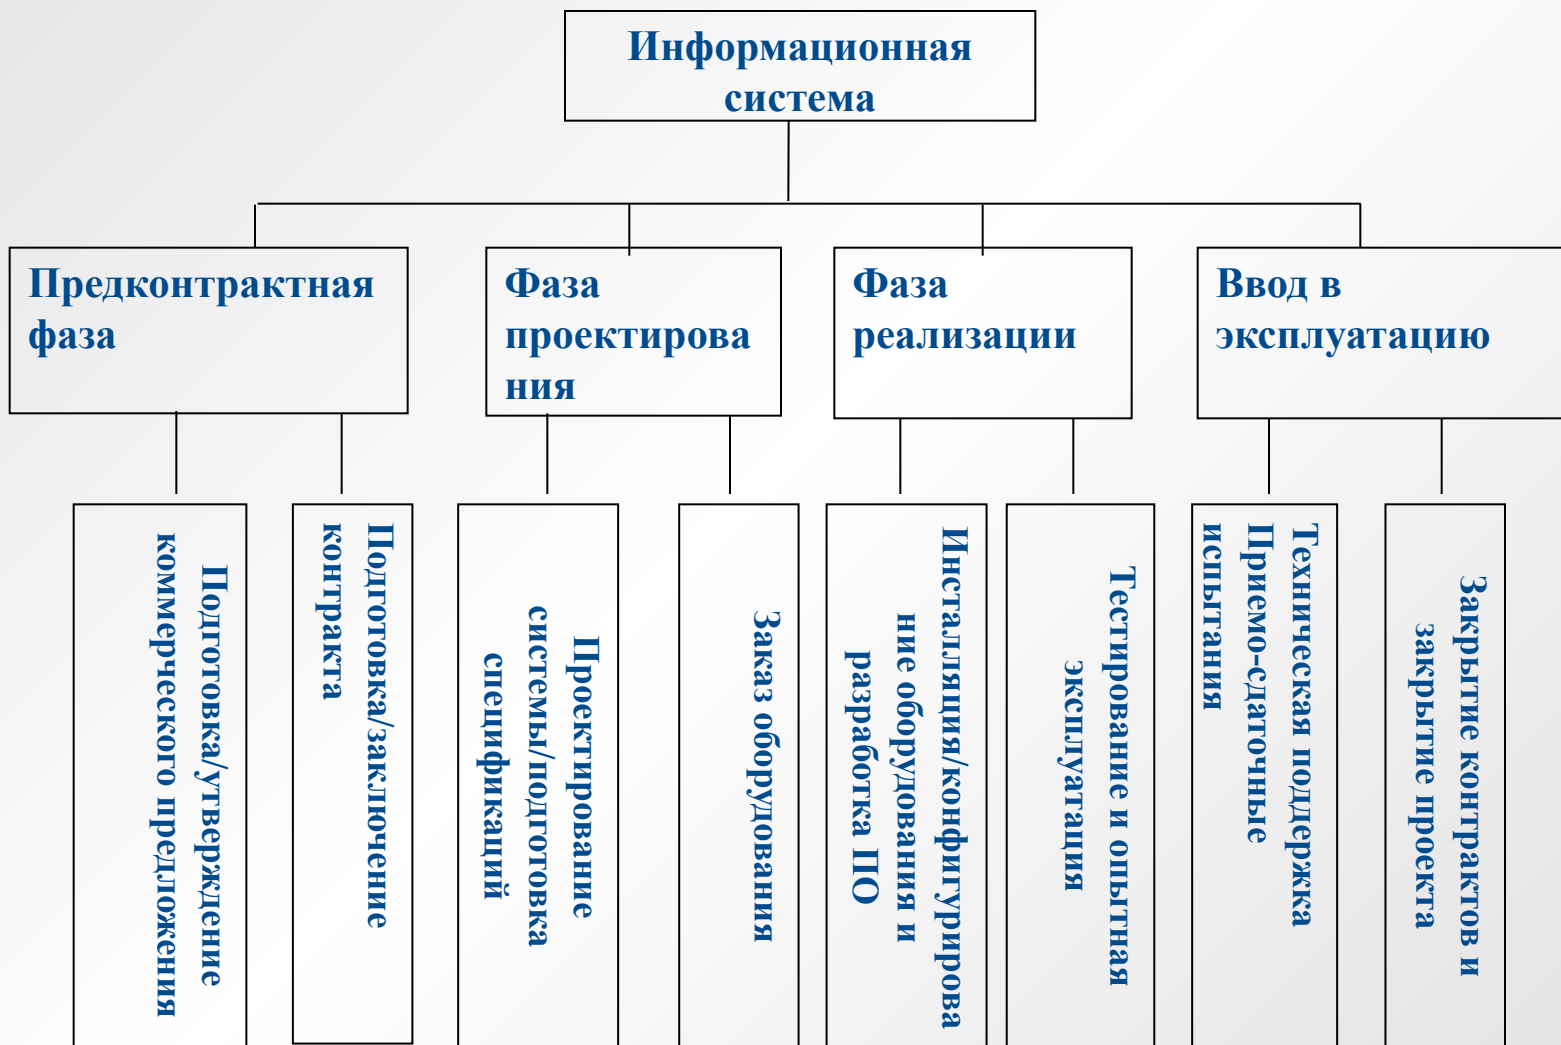 Информационная
система
Предконтрактная
фаза
Фаза
проектирова
ния
Фаза
реализации
Ввод в
эксплуатацию
Подготовка/утверждение
коммерческого предложения
Подготовка/заключение
контракта
Проектирование
системы/подготовка
спецификаций
Заказ оборудования
Инсталляция/конфигурирова
ние оборудования и
разработка ПО
Тестирование и опытная
эксплуатация
Техническая поддержка
Приемо-сдаточные
испытания
Закрытие контрактов и
закрытие проекта